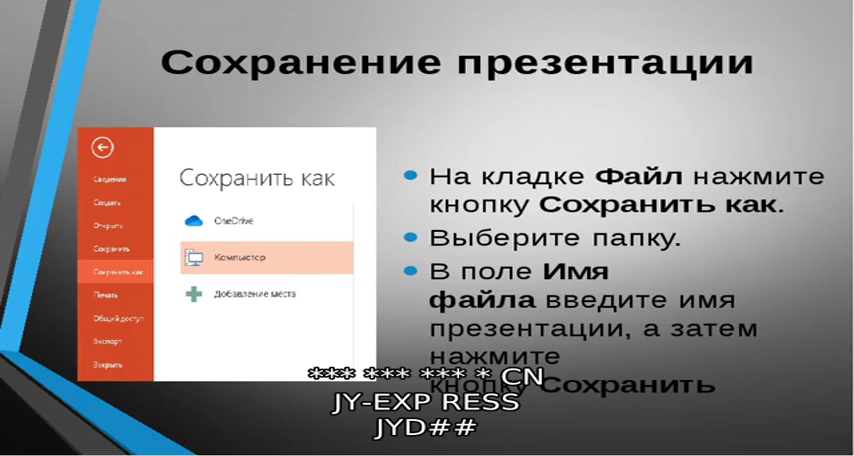 Сохранение презентации
Сведения
Создать
Открыть
Сохранить
Сохранить как
Печать
Общий доступ
Экспорт
Закрыть
Сохранить как
OneDrive
Компьютер
Добавление места
На кладке Файл нажмите
кнопку Сохранить как.
Выберите папку.
В поле Имя
файла введите имя
презентации, а затем
нажмите
кнопку Сохранить
*** *** *** * CN
JY-EXP RESS
JYD##